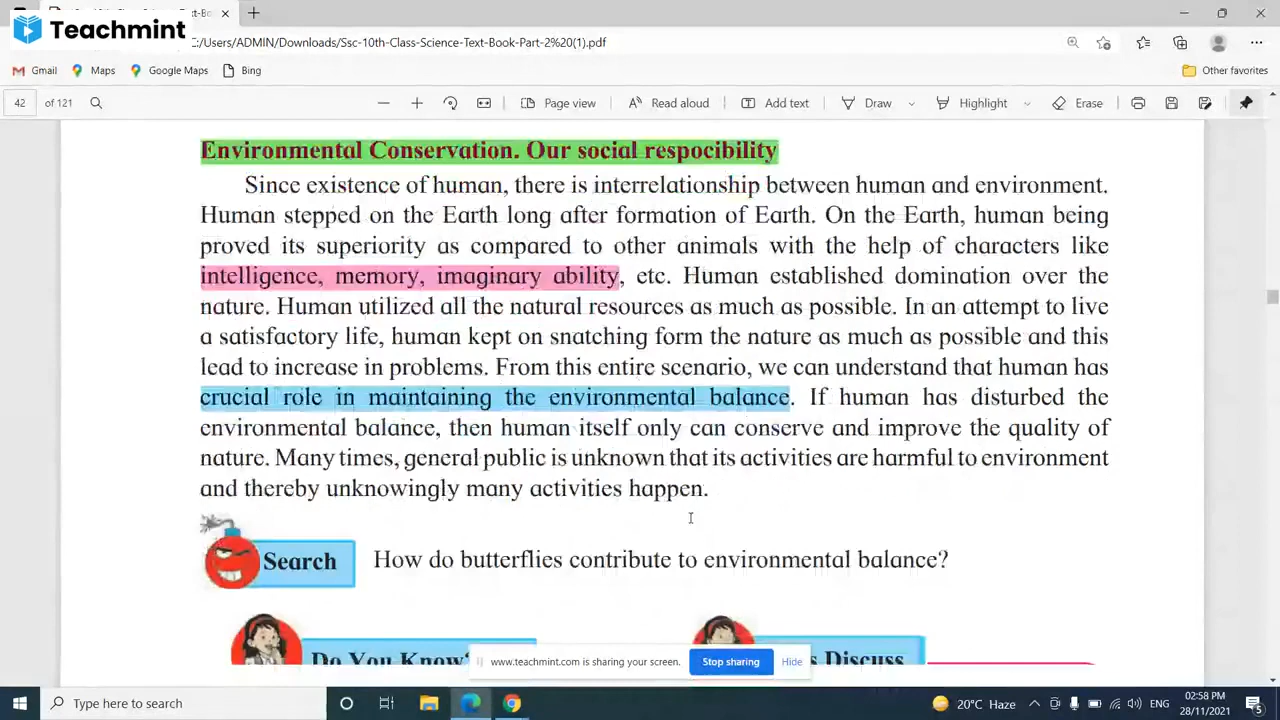 Teachmint
:/Users/ADMIN/Downloads/Ssc-10th-Class-Science-Text-Book-Part-2%20(1).pdf
Gmail Maps Google Maps Bing Other favorites
42 of 121 Page view Read aloud Add text Draw Highlight Erase
Environmental Conservation. Our social respocibility
Since existence of human, there is interrelationship between human and environment.
Human stepped on the Earth long after formation of Earth. On the Earth, human being
proved its superiority as compared to other animals with the help of characters like
intelligence, memory, imaginary ability, etc. Human established domination over the
nature. Human utilized all the natural resources as much as possible. In an attempt to live
a satisfactory life, human kept on snatching form the nature as much as possible and this
lead to increase in problems. From this entire scenario, we can understand that human has
crucial role in maintaining the environmental balance. If human has disturbed the
environmental balance, then human itself only can conserve and improve the quality of
nature. Many times, general public is unknown that its activities are harmful to environment
and thereby unknowingly many activities happen.
Search How do butterflies contribute to environmental balance?
Do You Know? Discuss
www.teachmint.com is sharing your screen. Stop sharing Hide
Type here to search 20°C Haze ENG 02:58 PM
28/11/2021 5